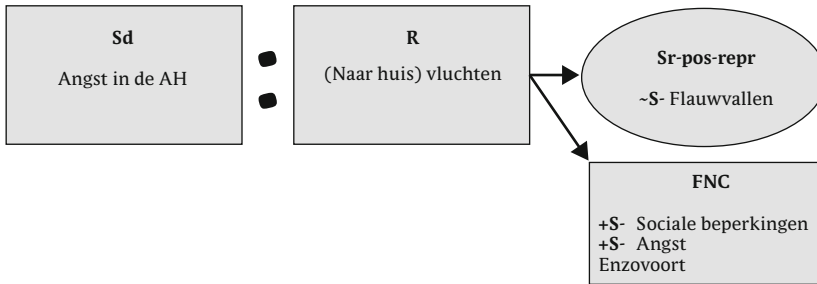 Sd
Angst in de AH
R
(Naar huis) vluchten
Sr-pos-repr
~S- Flauwvallen
FNC
+S- Sociale beperkingen
+S- Angst
Enzovoort